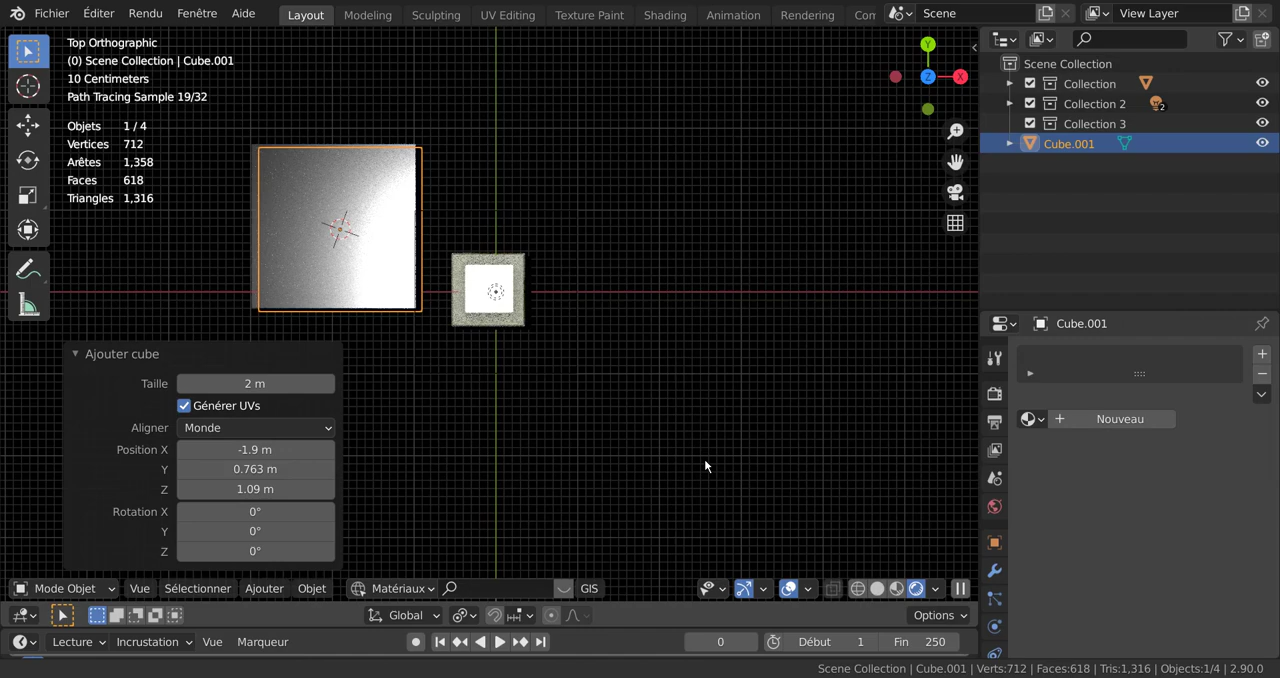 Fichier Éditer Rendu Fenêtre Aide Layout Modeling Sculpting UV Editing Texture Paint Shading Animation Rendering Com Scene View Layer
Top Orthographic
(0) Scene Collection | Cube.001
10 Centimeters
Path Tracing Sample 19/32
Objets 1 / 4
Vertices 712
Arêtes 1,358
Faces 618
Triangles 1,316
Y
Z
X
Scene Collection
Collection
Collection 2 2
Collection 3
Cube.001
Cube.001
Nouveau
Ajouter cube
Taille 2 m
Générer UVs
Aligner Monde
Position X -1.9 m
Y 0.763 m
Z 1.09 m
Rotation X 0°
Y 0°
Z 0°
Mode Objet Vue Sélectionner Ajouter Objet Matériaux GIS
Global Options
Lecture Incrustation Vue Marqueur 0 Début 1 Fin 250
Scene Collection | Cube.001 | Verts:712 | Faces:618 | Tris:1,316 | Objects:1/4 | 2.90.0